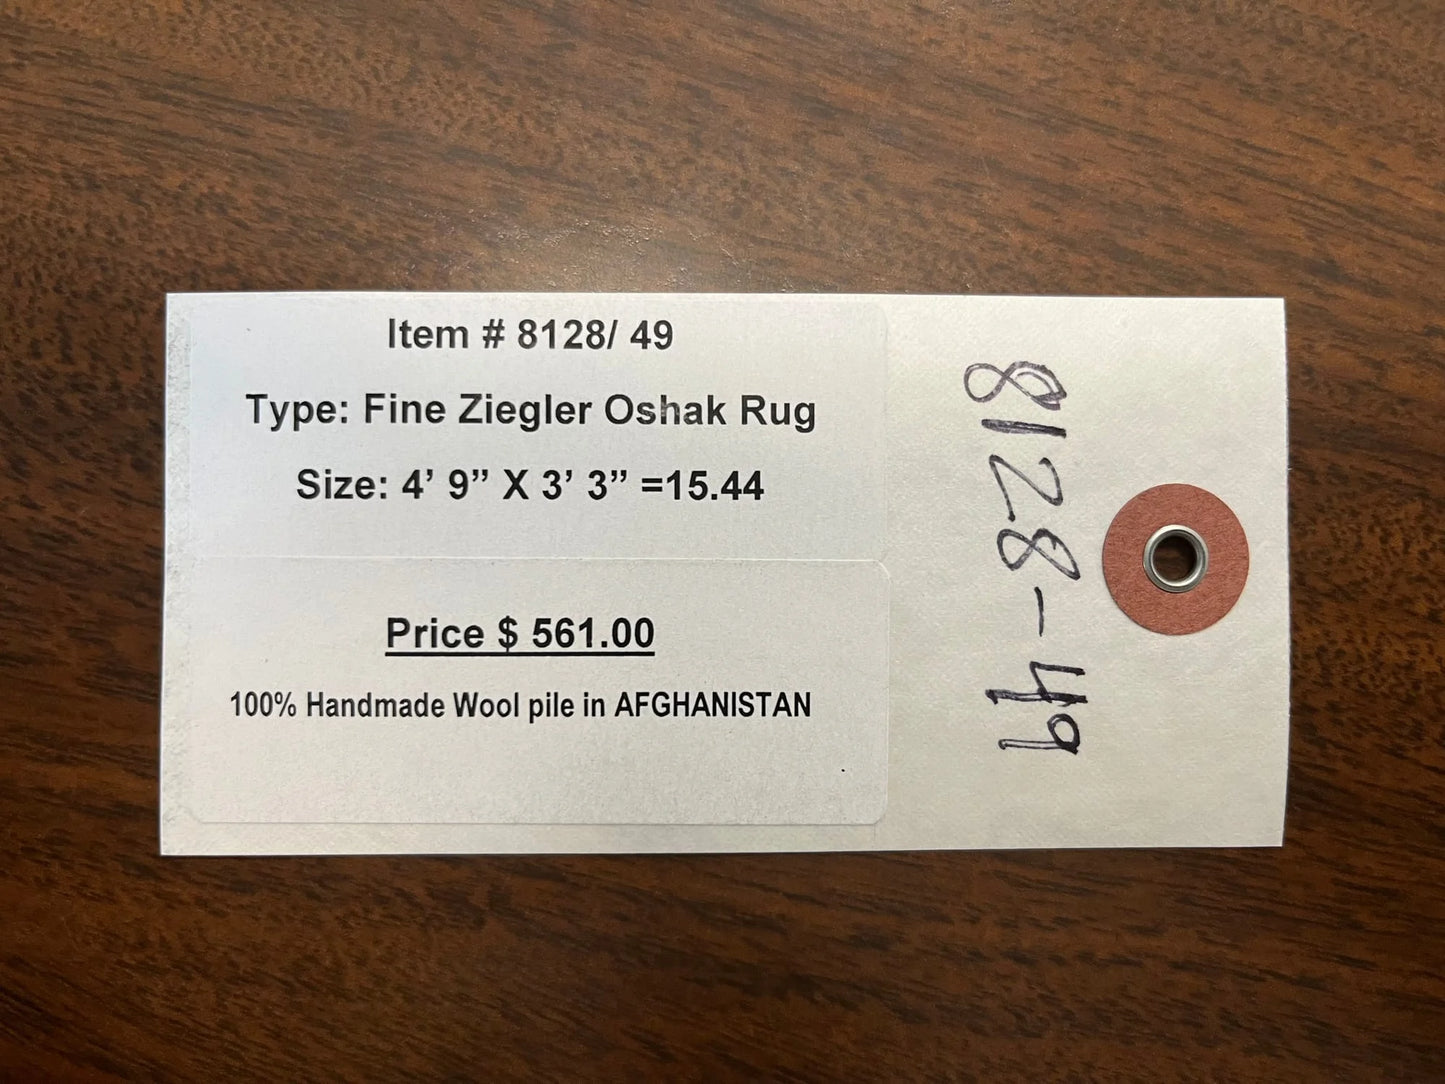 Item # 8128/ 49
Type: Fine Ziegler Oshak Rug
Size: 4’ 9” X 3’ 3” =15.44
Price $ 561.00
100% Handmade Wool pile in AFGHANISTAN
8128-49